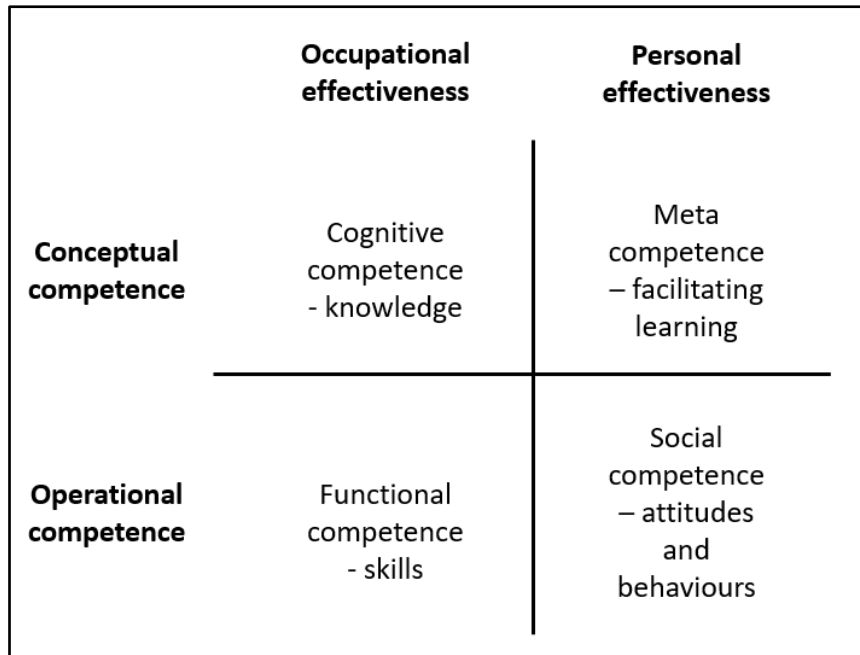 Occupational
effectiveness
Personal
effectiveness
Conceptual
competence
Cognitive
competence
- knowledge
Meta
competence
– facilitating
learning
Operational
competence
Functional
competence
- skills
Social
competence
– attitudes
and
behaviours